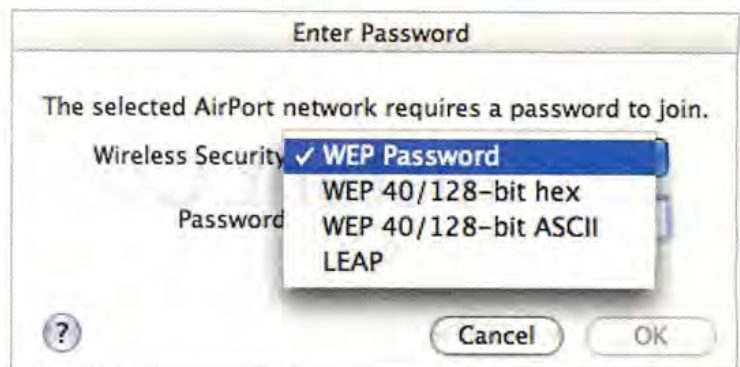 Enter Password
The selected AirPort network requires a password to join.
Wireless Security
✓ WEP Password
WEP 40/128-bit hex
Password
WEP 40/128-bit ASCII
LEAP
?
Cancel
OK